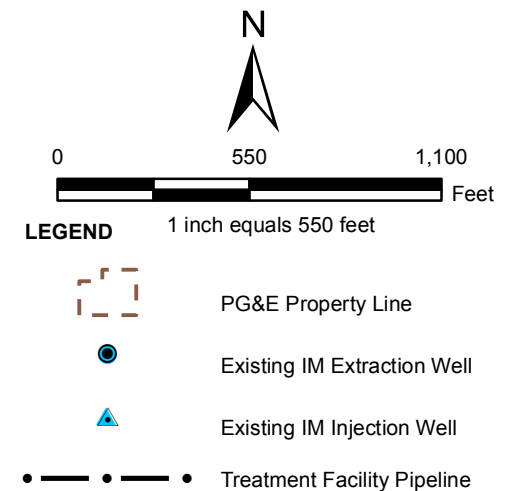 N
0 550 1,100
Feet
1 inch equals 550 feet
LEGEND
PG&E Property Line
Existing IM Extraction Well
Existing IM Injection Well
Treatment Facility Pipeline